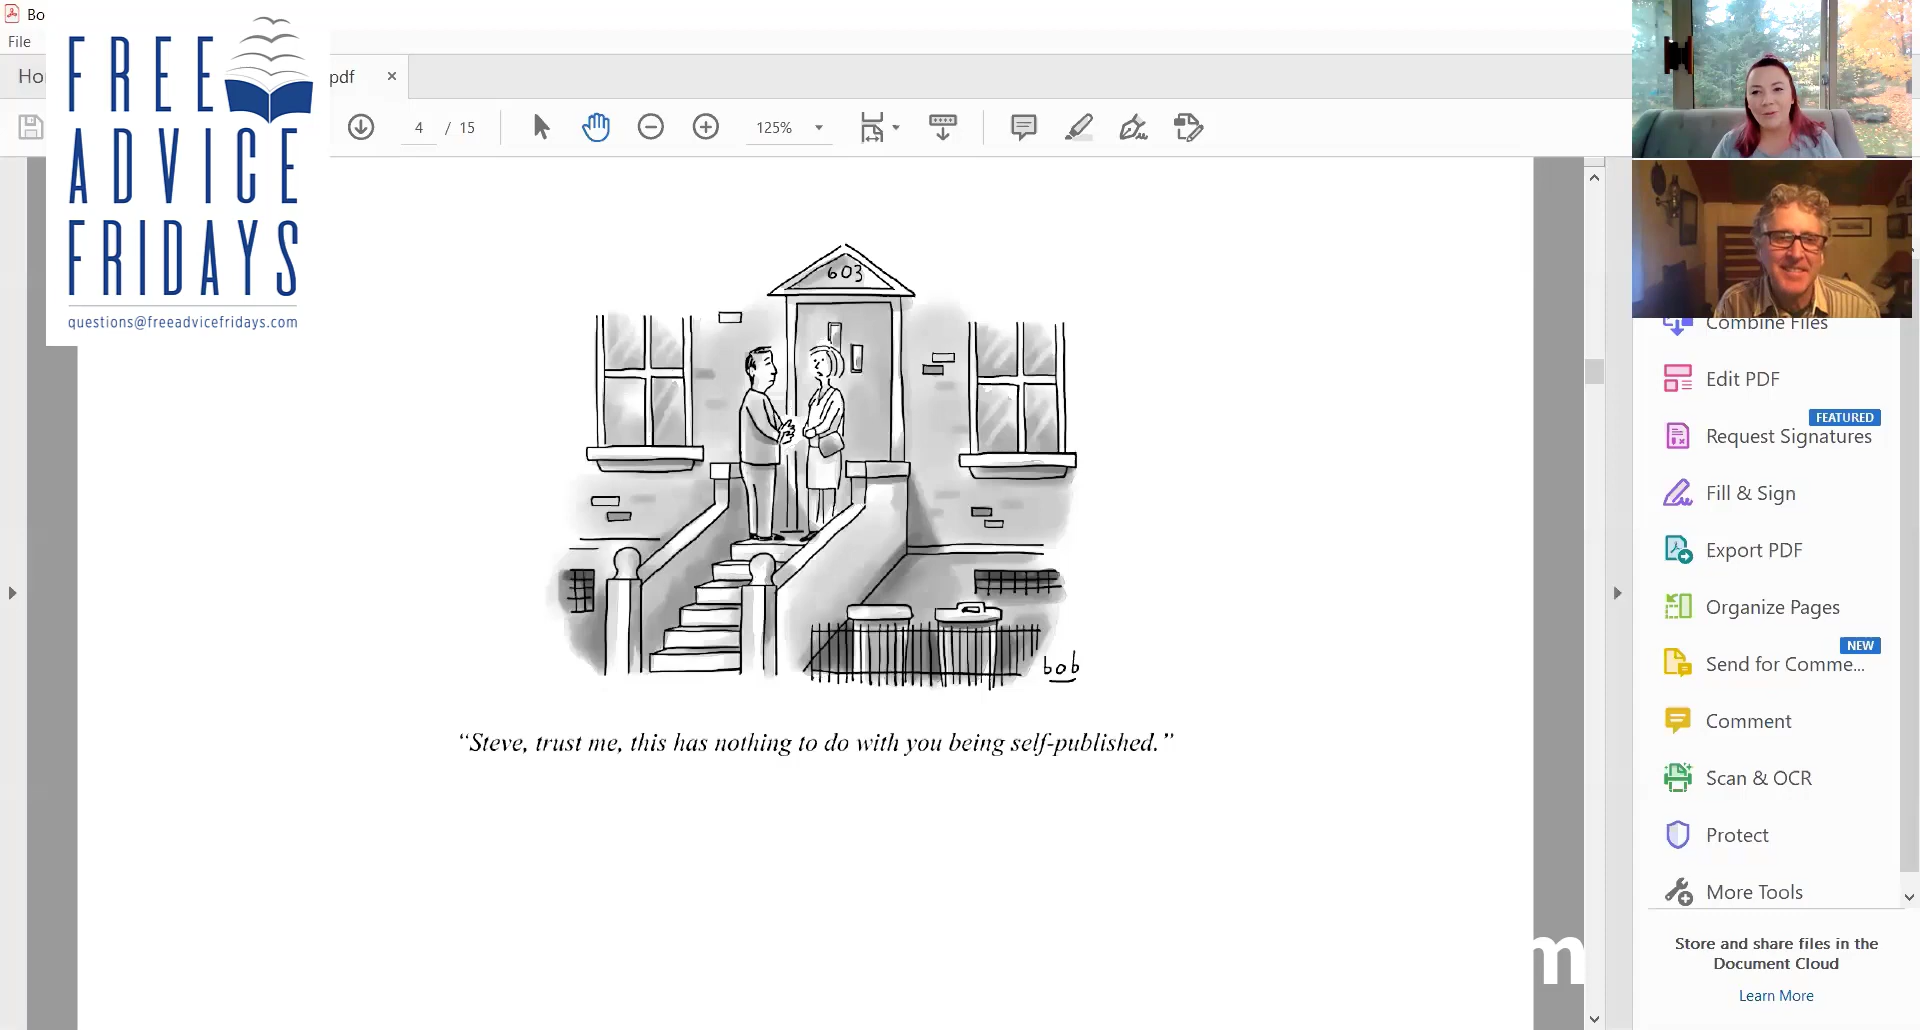 Bo
File
Ho
pdf
4 / 15
125%
FREE
ADVICE
FRIDAYS
questions@freeadvicefridays.com
603
bob
“Steve, trust me, this has nothing to do with you being self-published.”
Combine Files
Edit PDF
FEATURED
Request Signatures
Fill & Sign
Export PDF
Organize Pages
NEW
Send for Comme...
Comment
Scan & OCR
Protect
More Tools
Store and share files in the
Document Cloud
Learn More
m